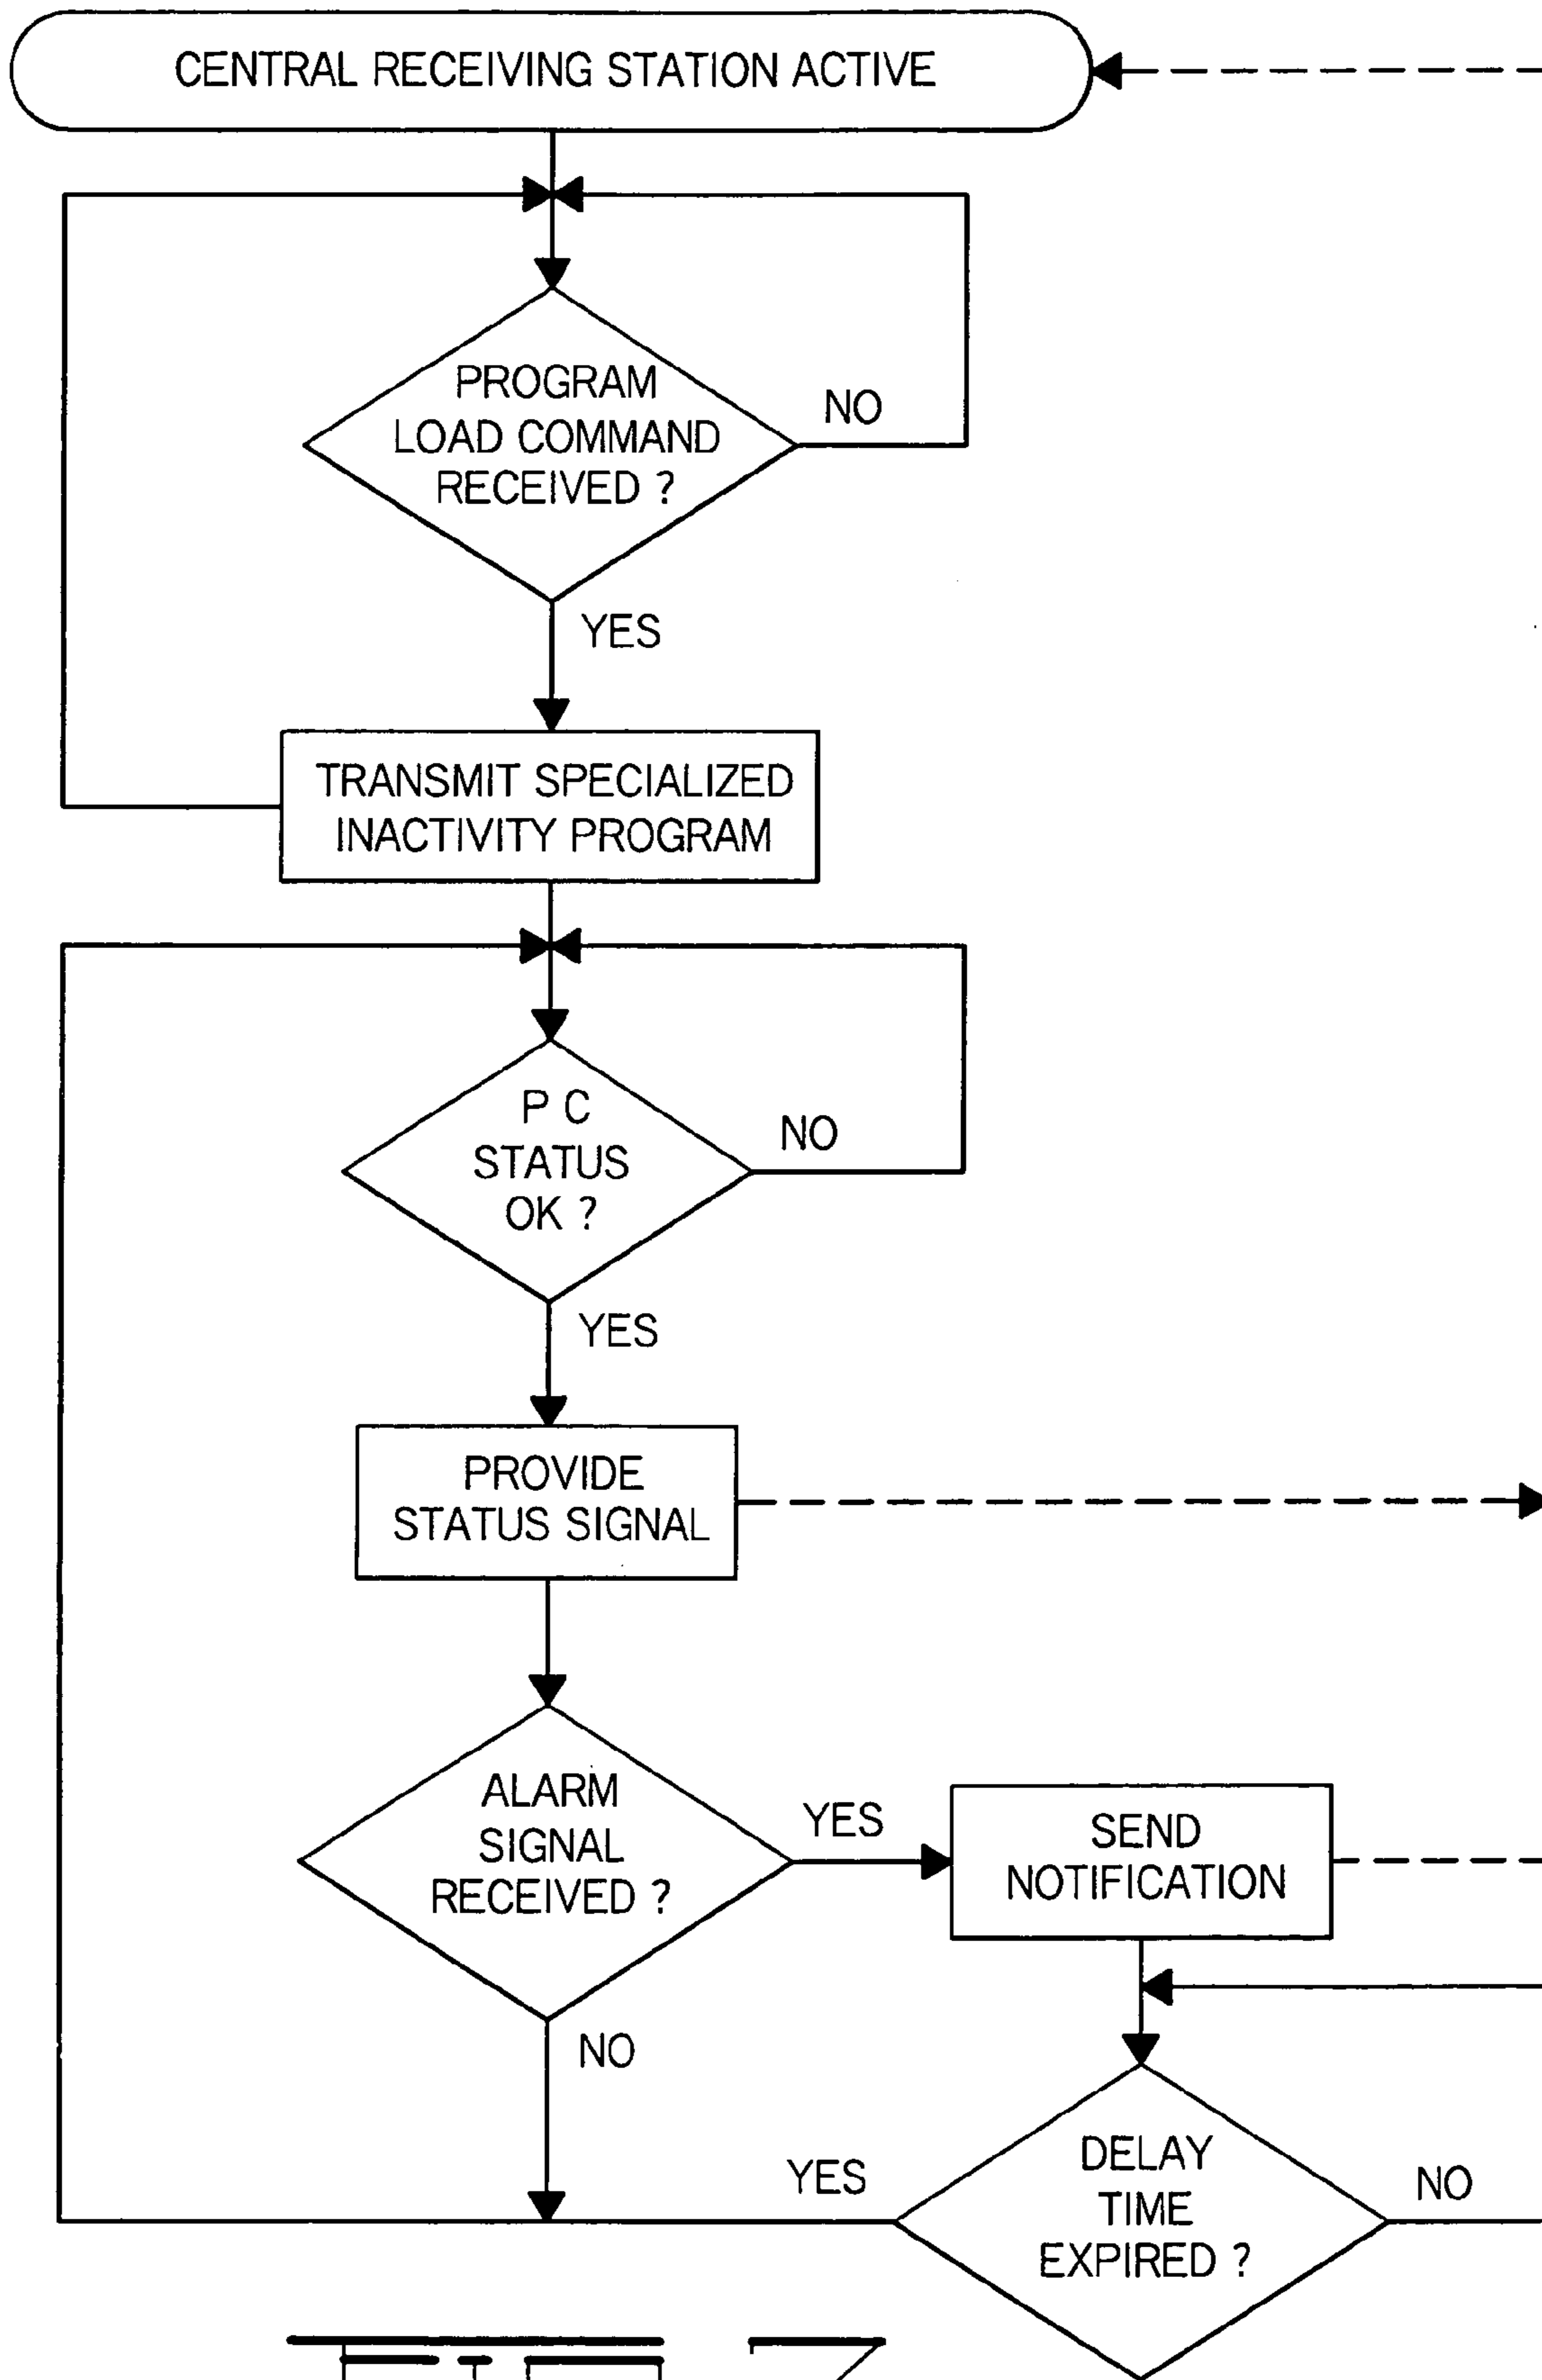 CENTRAL RECEIVING STATION ACTIVE
PROGRAM
LOAD COMMAND
RECEIVED ?
NO
YES
TRANSMIT SPECIALIZED
INACTIVITY PROGRAM
P C
STATUS
OK ?
NO
YES
PROVIDE
STATUS SIGNAL
ALARM
SIGNAL
RECEIVED ?
YES
SEND
NOTIFICATION
NO
YES
DELAY
TIME
EXPIRED ?
NO